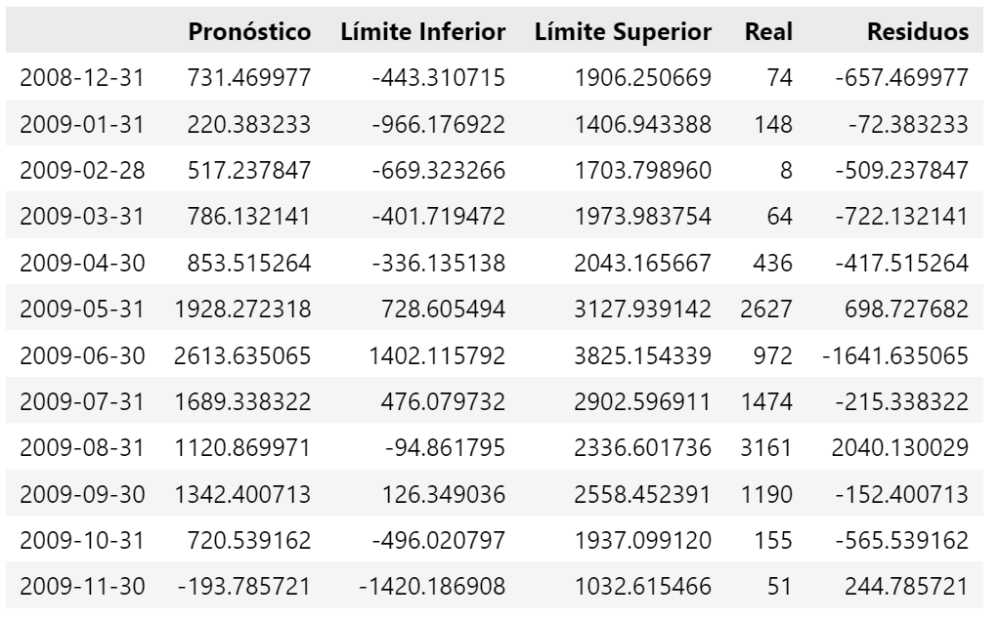 Pronóstico Límite Inferior Límite Superior Real Residuos
2008-12-31 731.469977 -443.310715 1906.250669 74 -657.469977
2009-01-31 220.383233 -966.176922 1406.943388 148 -72.383233
2009-02-28 517.237847 -669.323266 1703.798960 8 -509.237847
2009-03-31 786.132141 -401.719472 1973.983754 64 -722.132141
2009-04-30 853.515264 -336.135138 2043.165667 436 -417.515264
2009-05-31 1928.272318 728.605494 3127.939142 2627 698.727682
2009-06-30 2613.635065 1402.115792 3825.154339 972 -1641.635065
2009-07-31 1689.338322 476.079732 2902.596911 1474 -215.338322
2009-08-31 1120.869971 -94.861795 2336.601736 3161 2040.130029
2009-09-30 1342.400713 126.349036 2558.452391 1190 -152.400713
2009-10-31 720.539162 -496.020797 1937.099120 155 -565.539162
2009-11-30 -193.785721 -1420.186908 1032.615466 51 244.785721